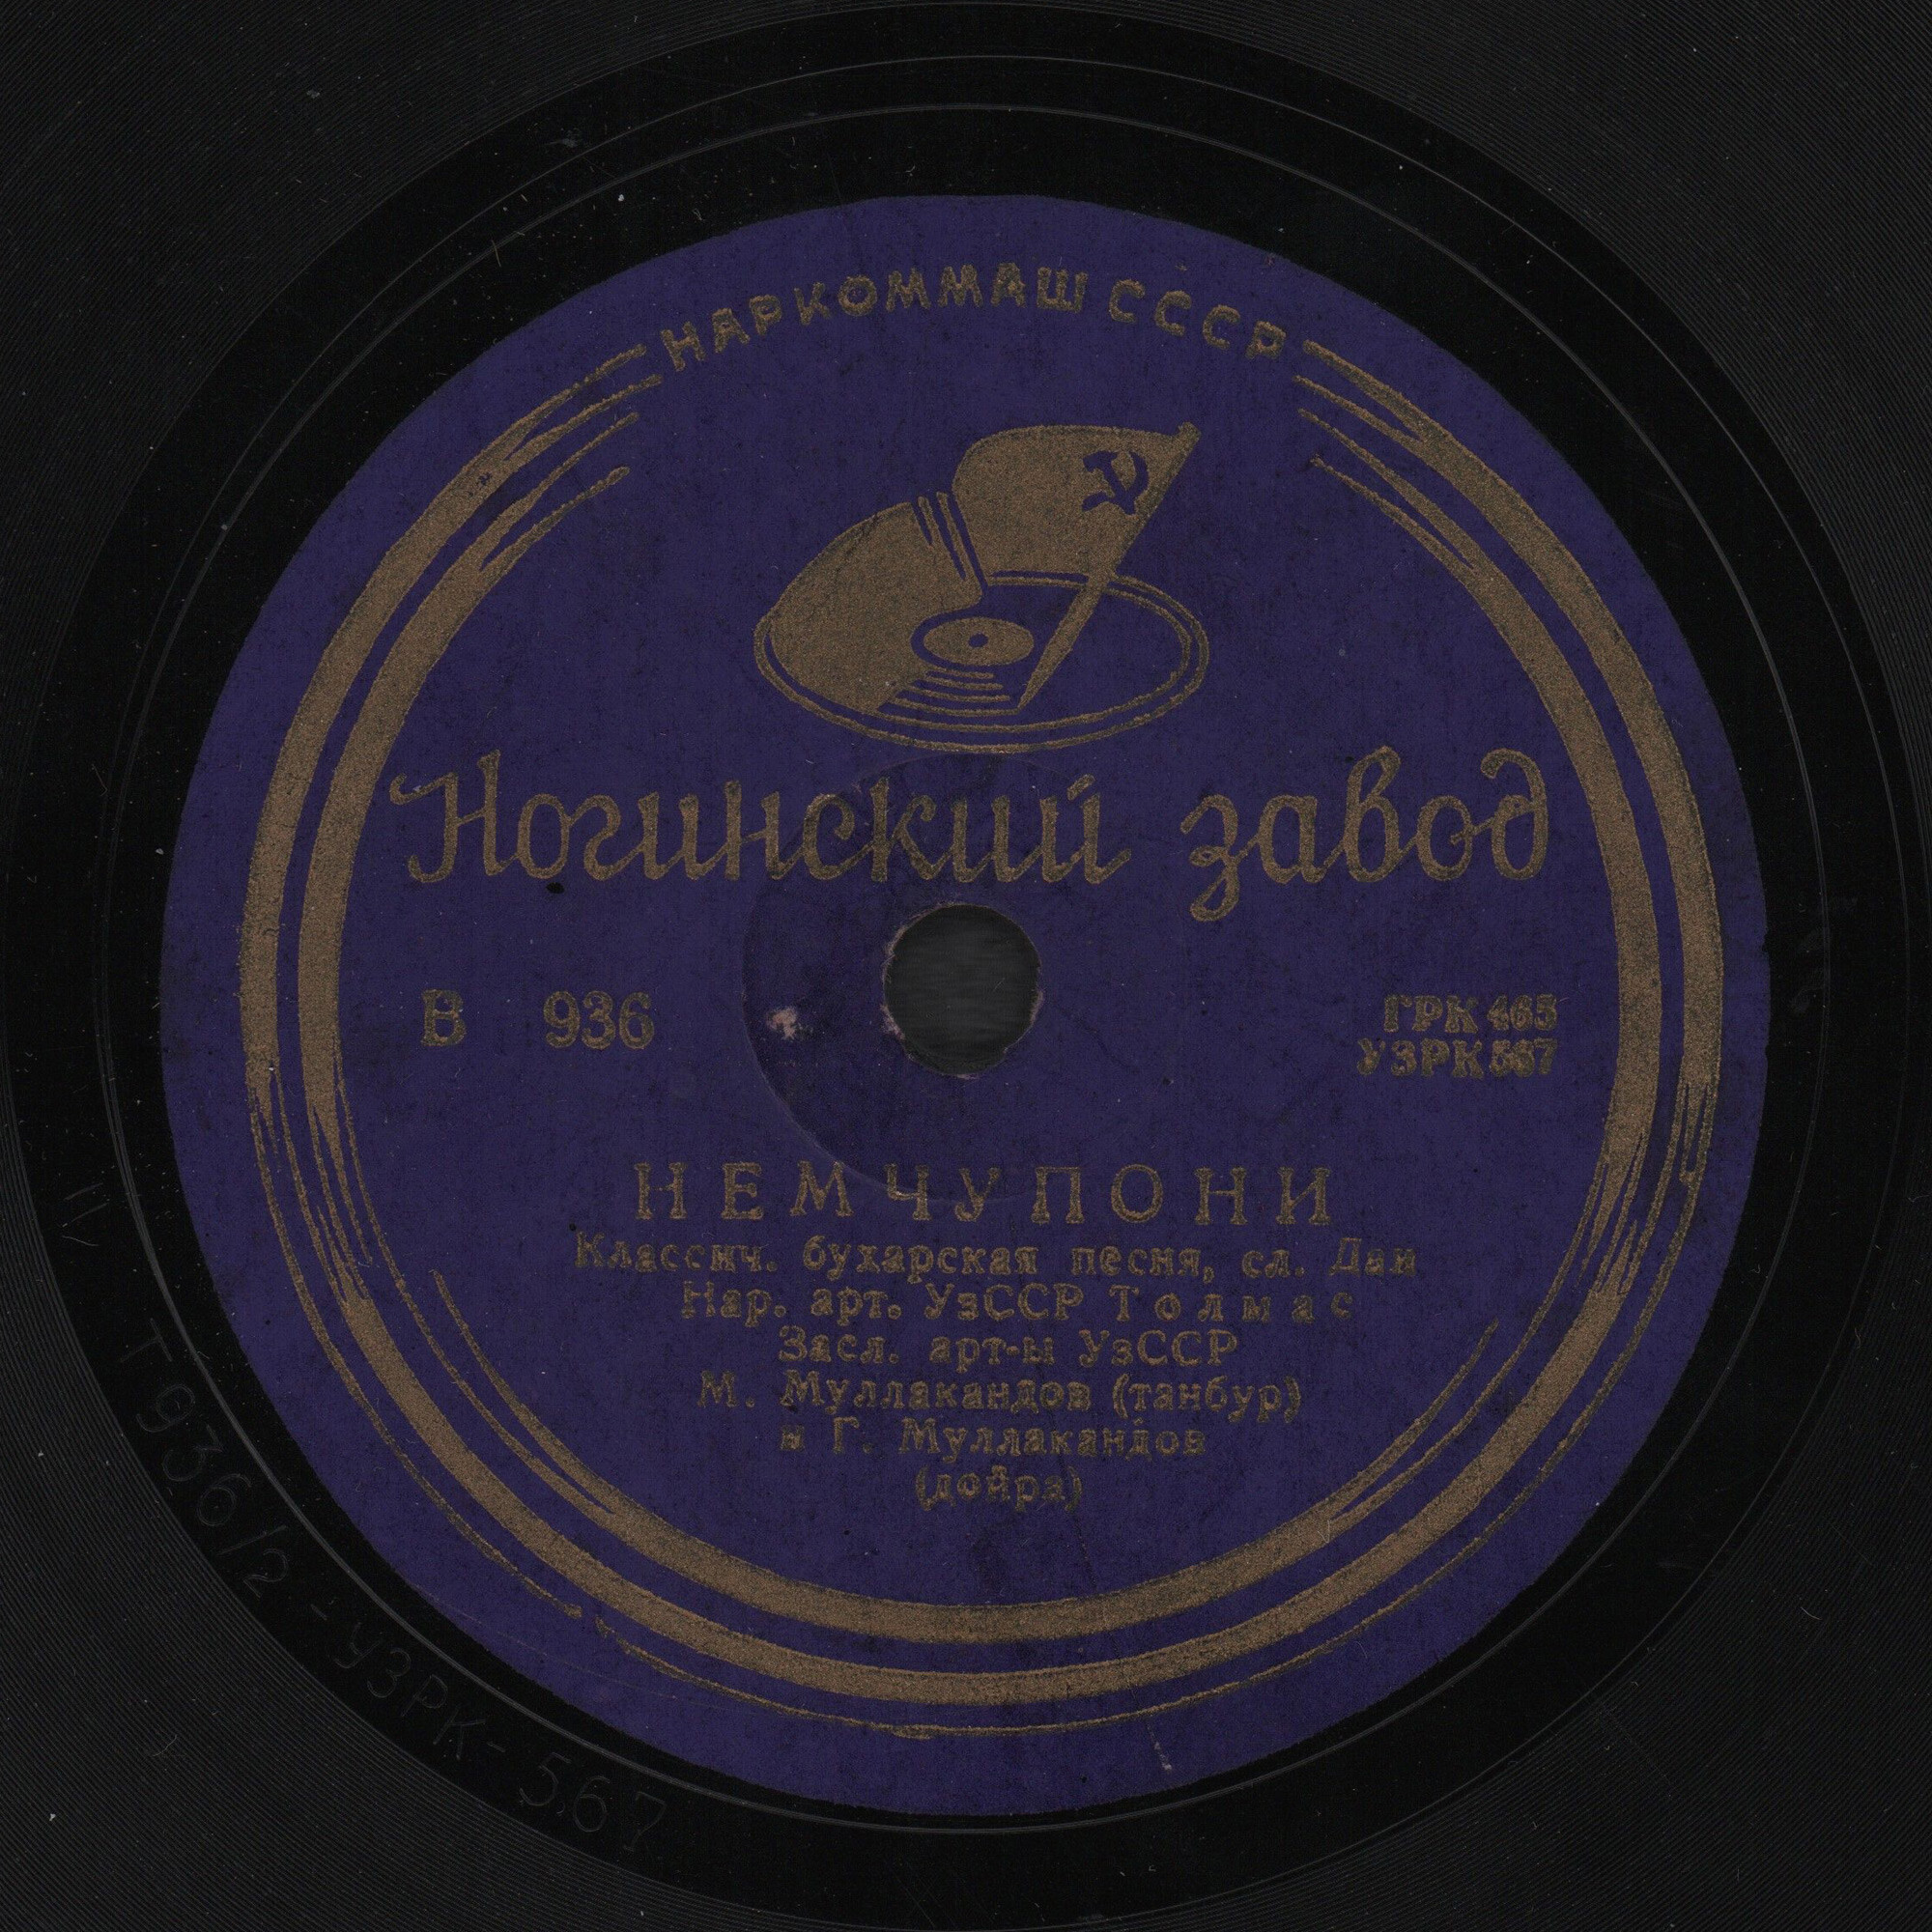 НАРКОММАШ СССР
Ногинский завод
В 936
ГРК 465
УЗРК 567
НЕМЧУПОНИ
Классич. бухарская песня, сл. Даи
Нар. арт. УзССР Толмас
Засл. арт-ы УзССР
М. Муллакандов (танбур)
и Г. Муллакандов
(дойра)
Т936/2-УЗРК-567